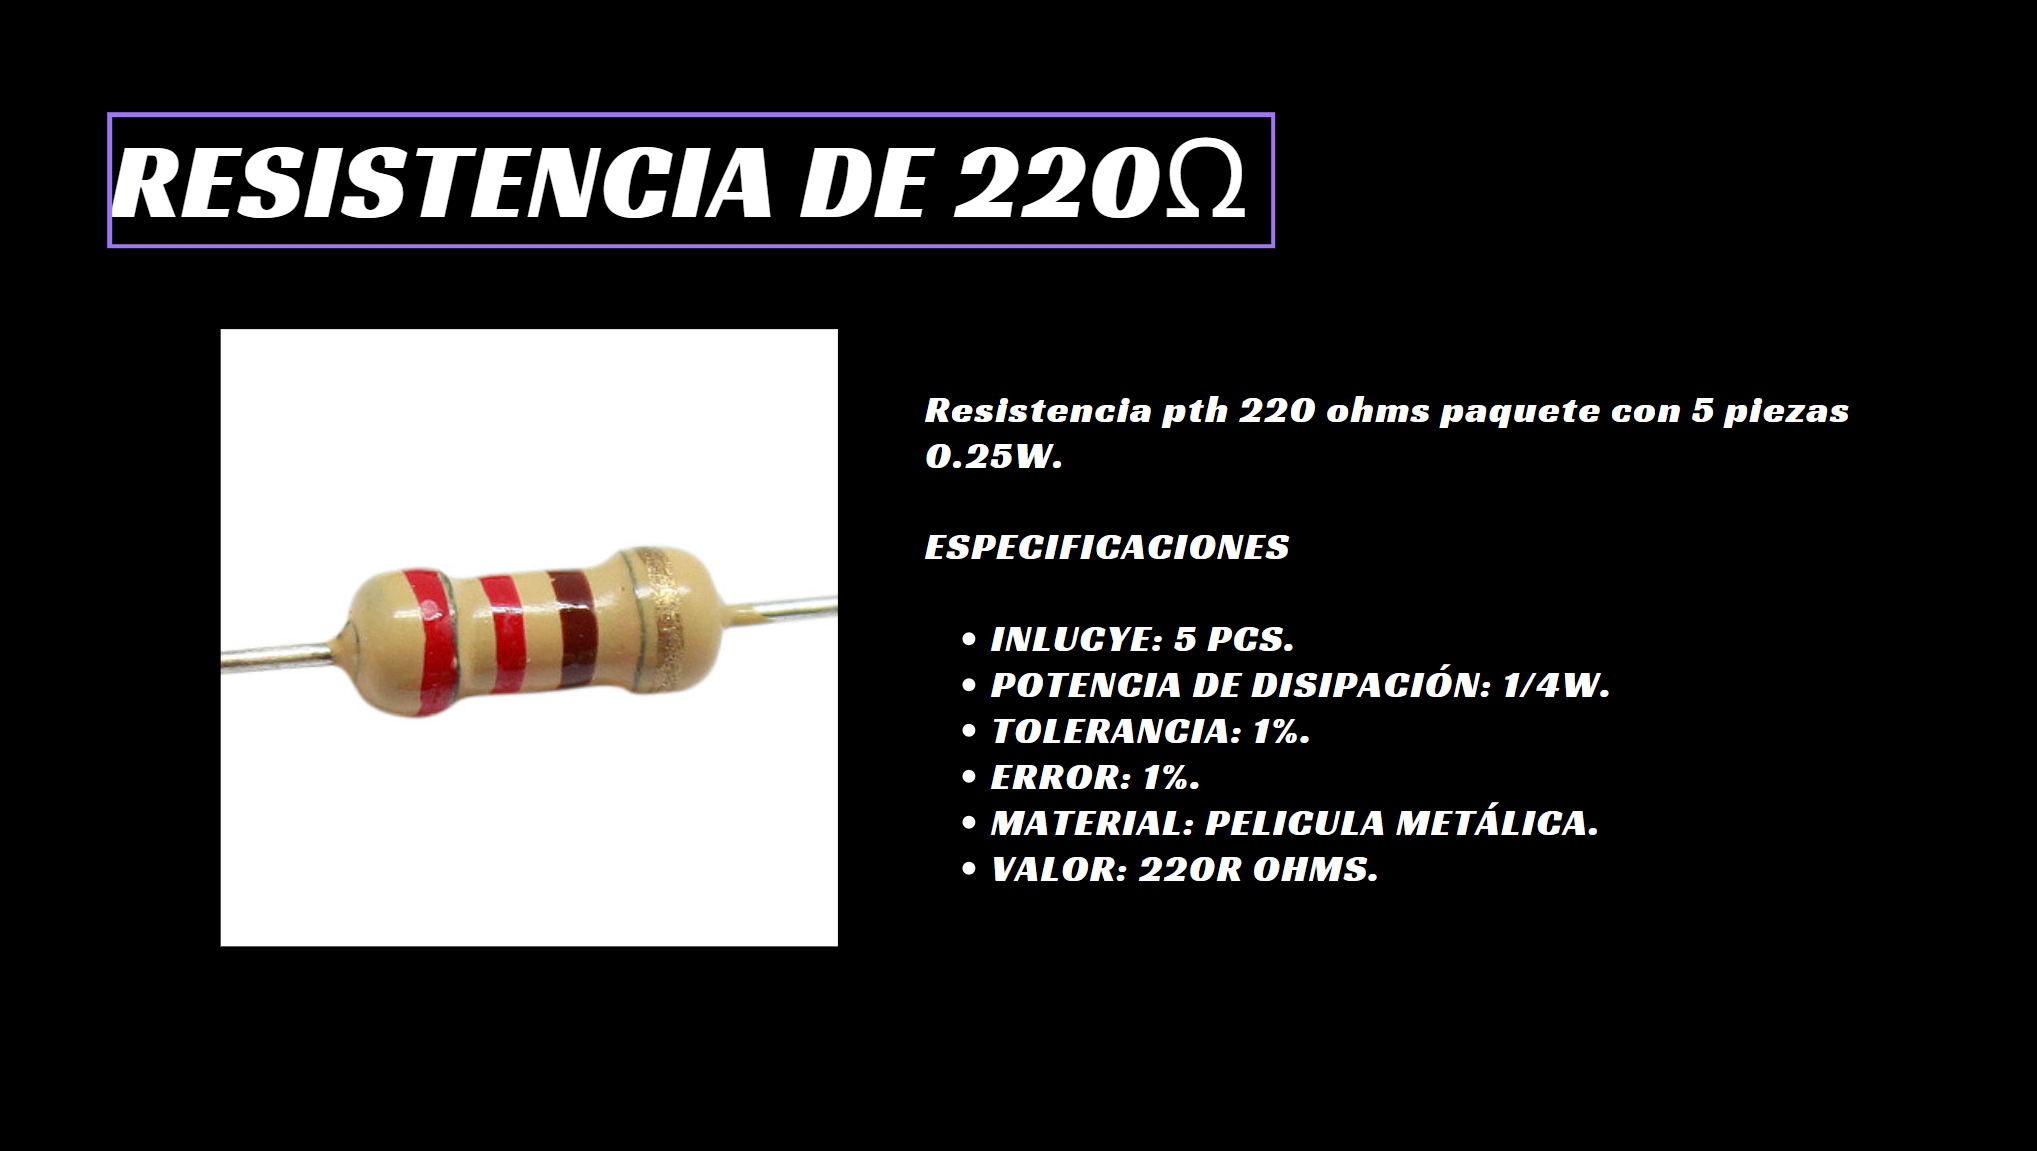 RESISTENCIA DE 220Ω
Resistencia pth 220 ohms paquete con 5 piezas
0.25W.
ESPECIFICACIONES
• INLUCYE: 5 PCS.
• POTENCIA DE DISIPACIÓN: 1/4W.
• TOLERANCIA: 1%.
• ERROR: 1%.
• MATERIAL: PELICULA METÁLICA.
• VALOR: 220R OHMS.